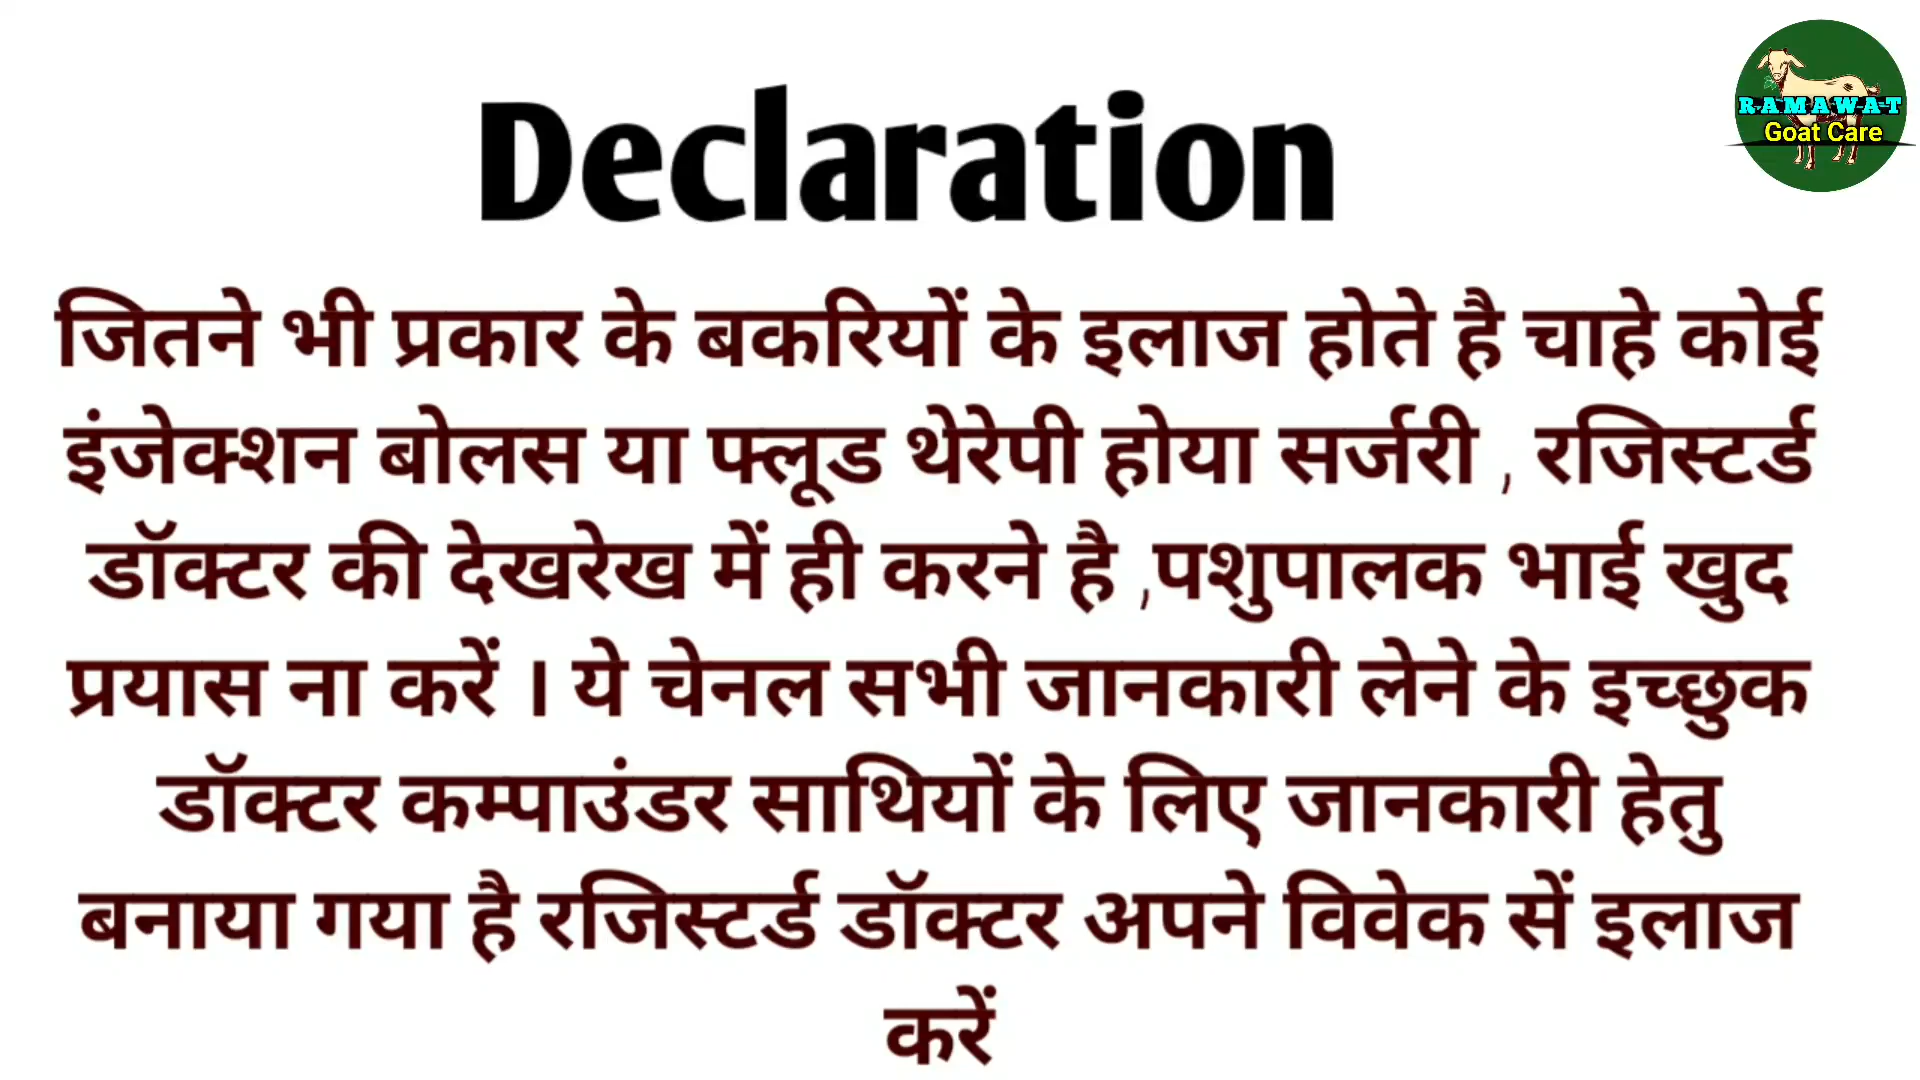 RAMAWAT
Goat Care
Declaration
जितने भी प्रकार के बकरियों के इलाज होते है चाहे कोई
इंजेक्शन बोलस या फ्लूड थेरेपी होया सर्जरी , रजिस्टर्ड
डॉक्टर की देखरेख में ही करने है ,पशुपालक भाई खुद
प्रयास ना करें । ये चेनल सभी जानकारी लेने के इच्छुक
डॉक्टर कम्पाउंडर साथियों के लिए जानकारी हेतु
बनाया गया है रजिस्टर्ड डॉक्टर अपने विवेक सें इलाज
करें